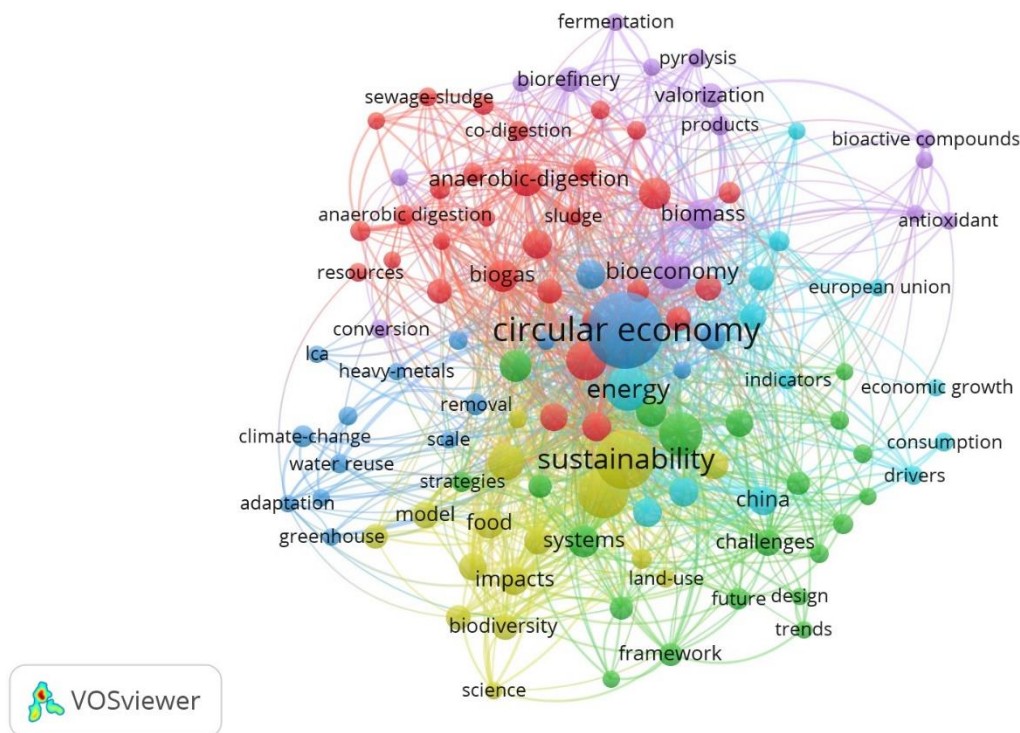 fermentation
pyrolysis
biorefinery
valorization
sewage-sludge
products
co-digestion
bioactive compounds
anaerobic-digestion
biomass
anaerobic digestion
sludge
antioxidant
resources
biogas
bioeconomy
european union
conversion
circular economy
lca
heavy-metals
energy
indicators
economic growth
removal
climate-change
scale
consumption
water reuse
sustainability
strategies
drivers
adaptation
model
food
china
greenhouse
systems
challenges
impacts
land-use
biodiversity
future
design
trends
framework
science
VOSviewer